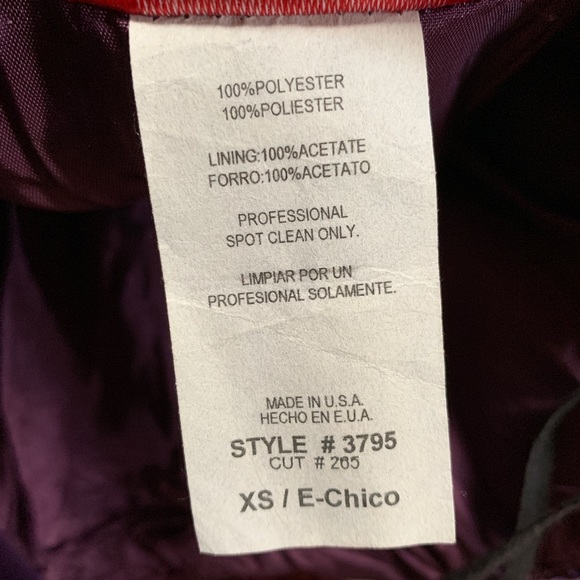 100%POLYESTER
100%POLIESTER
LINING:100%ACETATE
FORRO:100%ACETATO
PROFESSIONAL
SPOT CLEAN ONLY.
LIMPIAR POR UN
PROFESIONAL SOLAMENTE.
MADE IN U.S.A.
HECHO EN E.U.A.
STYLE # 3795
CUT # 265
XS / E-Chico